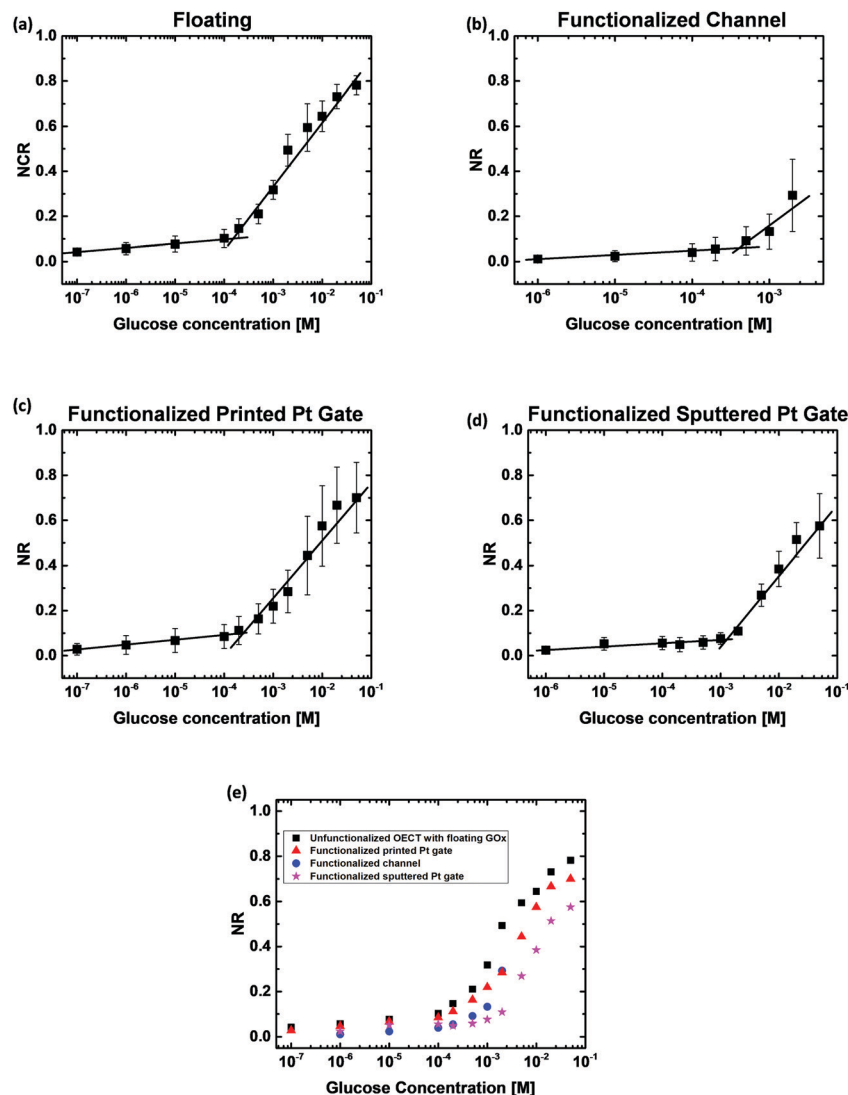 (a)
Floating
1.0
0.8
0.6
0.4
0.2
0.0
NCR
10⁻⁷ 10⁻⁶ 10⁻⁵ 10⁻⁴ 10⁻³ 10⁻² 10⁻¹
Glucose concentration [M]
(b)
Functionalized Channel
1.0
0.8
0.6
0.4
0.2
0.0
NR
10⁻⁶ 10⁻⁵ 10⁻⁴ 10⁻³
Glucose concentration [M]
(c)
Functionalized Printed Pt Gate
1.0
0.8
0.6
0.4
0.2
0.0
NR
10⁻⁷ 10⁻⁶ 10⁻⁵ 10⁻⁴ 10⁻³ 10⁻² 10⁻¹
Glucose concentration [M]
(d)
Functionalized Sputtered Pt Gate
1.0
0.8
0.6
0.4
0.2
0.0
NR
10⁻⁶ 10⁻⁵ 10⁻⁴ 10⁻³ 10⁻² 10⁻¹
Glucose concentration [M]
(e)
1.0
0.8
0.6
0.4
0.2
0.0
NR
Unfunctionalized OECT with floating GOx
Functionalized printed Pt gate
Functionalized channel
Functionalized sputtered Pt gate
10⁻⁷ 10⁻⁶ 10⁻⁵ 10⁻⁴ 10⁻³ 10⁻² 10⁻¹
Glucose Concentration [M]